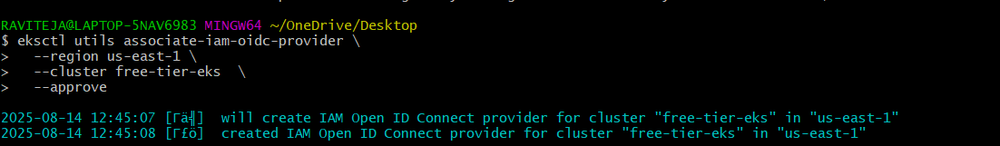 RAVITEJA@LAPTOP-5NAV6983 MINGW64 ~/OneDrive/Desktop
$ eksctl utils associate-iam-oidc-provider \
>   --region us-east-1 \
>   --cluster free-tier-eks  \
>   --approve
2025-08-14 12:45:07 [Γä╣]  will create IAM Open ID Connect provider for cluster "free-tier-eks" in "us-east-1"
2025-08-14 12:45:08 [Γ£ö]  created IAM Open ID Connect provider for cluster "free-tier-eks" in "us-east-1"